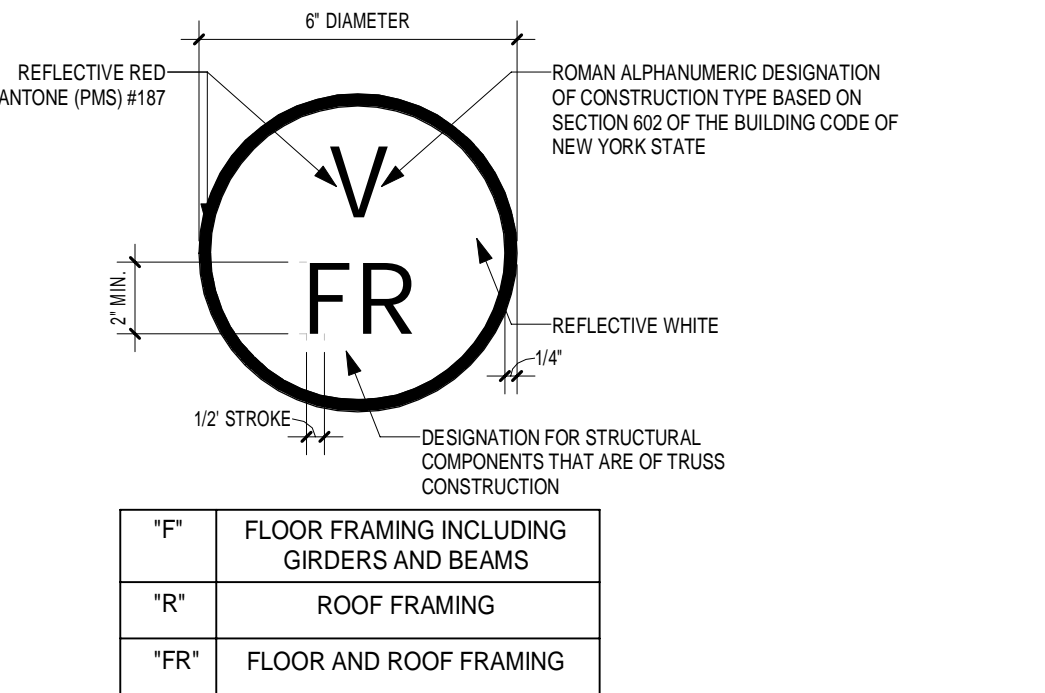 6" DIAMETER
REFLECTIVE RED
ANTONE (PMS) #187
ROMAN ALPHANUMERIC DESIGNATION
OF CONSTRUCTION TYPE BASED ON
SECTION 602 OF THE BUILDING CODE OF
NEW YORK STATE
V
FR
2" MIN.
REFLECTIVE WHITE
1/4"
1/2' STROKE
DESIGNATION FOR STRUCTURAL
COMPONENTS THAT ARE OF TRUSS
CONSTRUCTION
"F" FLOOR FRAMING INCLUDING
GIRDERS AND BEAMS
"R" ROOF FRAMING
"FR" FLOOR AND ROOF FRAMING